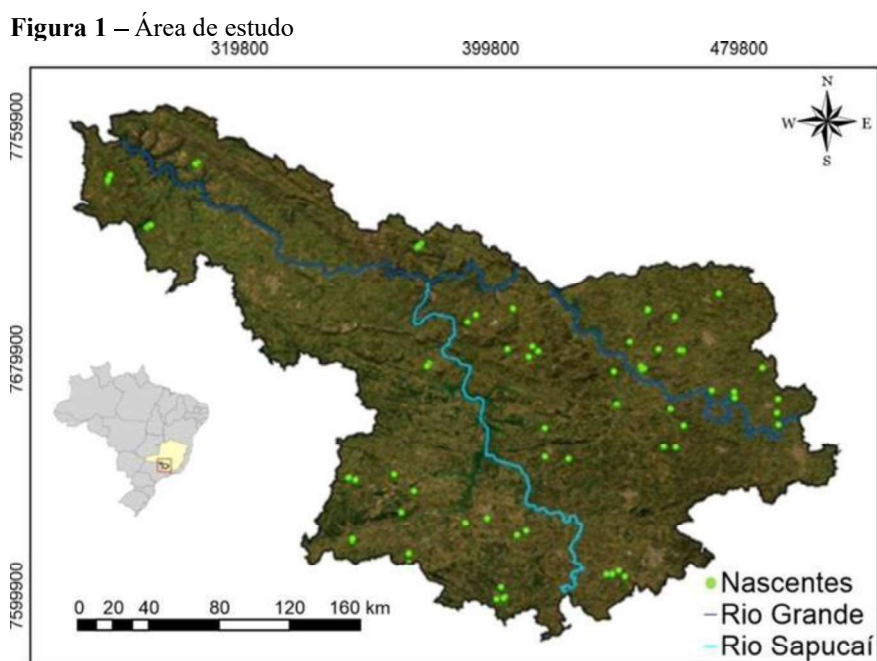 Figura 1 – Área de estudo
319800 399800 479800
7759900
N
W E
S
7679900
7599900
Nascentes
Rio Grande
Rio Sapucaí
0 20 40 80 120 160 km